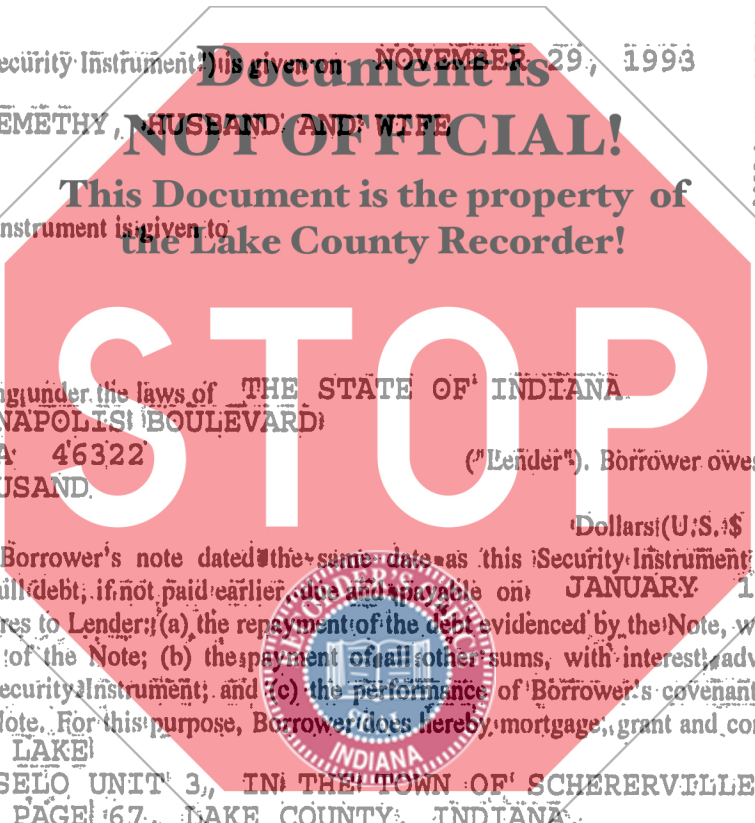 Document is
NOT OFFICIAL!
This Document is the property of
the Lake County Recorder!
STOP
ecurity Instrument") is given on NOVEMBER 29, 1993
EMETHY, HUSBAND AND WIFE
nstrument is given to
under the laws of THE STATE OF INDIANA
NAPOLIS BOULEVARD
A 46322 ("Lender"). Borrower owes
USAND
Dollars (U.S. $
Borrower's note dated the same date as this Security Instrument
debt, if not paid earlier, due and payable on JANUARY 1
res to Lender: (a) the repayment of the debt evidenced by the Note, w
of the Note; (b) the payment of all other sums, with interest, adv
ecurity Instrument; and (c) the performance of Borrower's covenant
Note. For this purpose, Borrower does hereby mortgage, grant and co
LAKE
SELO UNIT 3, IN THE TOWN OF SCHERERVILLE
PAGE 67, LAKE COUNTY, INDIANA
SEAL
INDIANA